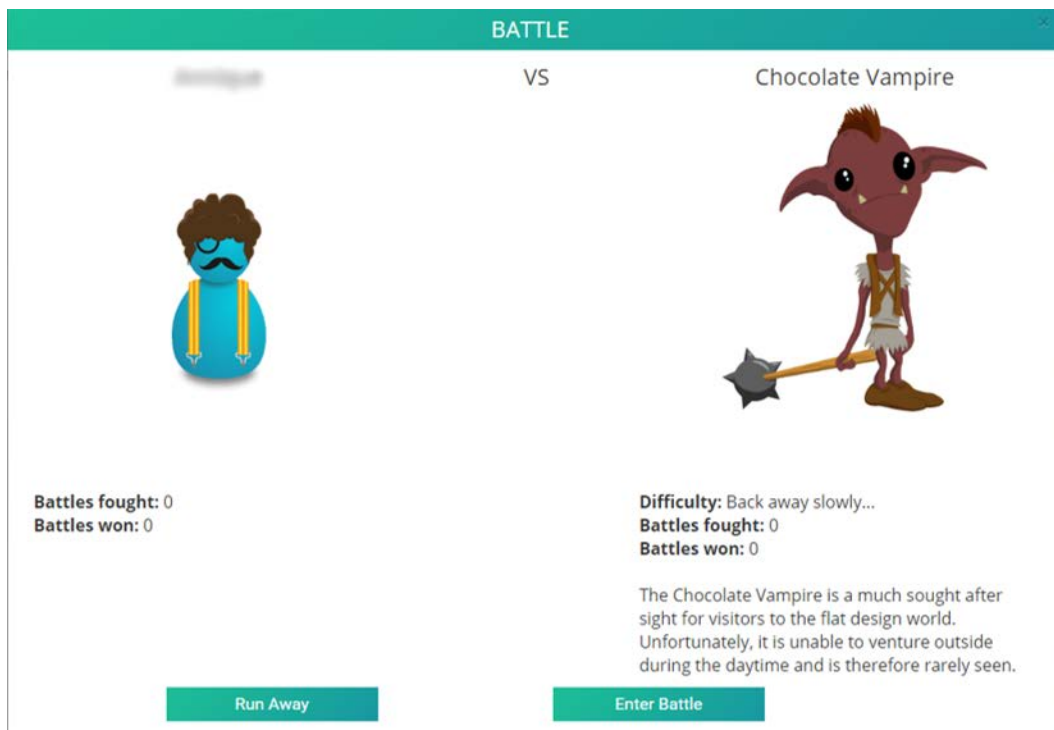 BATTLE
VS
Chocolate Vampire
Battles fought: 0
Battles won: 0
Difficulty: Back away slowly...
Battles fought: 0
Battles won: 0
The Chocolate Vampire is a much sought after
sight for visitors to the flat design world.
Unfortunately, it is unable to venture outside
during the daytime and is therefore rarely seen.
Run Away
Enter Battle